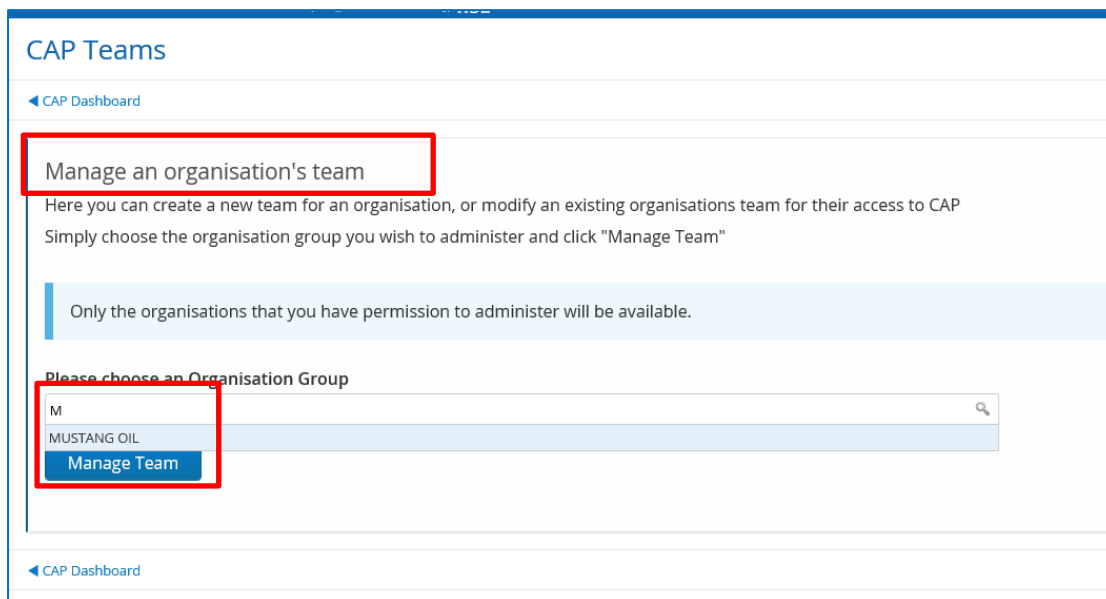 CAP Teams
CAP Dashboard
Manage an organisation's team
Here you can create a new team for an organisation, or modify an existing organisations team for their access to CAP
Simply choose the organisation group you wish to administer and click "Manage Team"
Only the organisations that you have permission to administer will be available.
Please choose an Organisation Group
M
MUSTANG OIL
Manage Team
CAP Dashboard